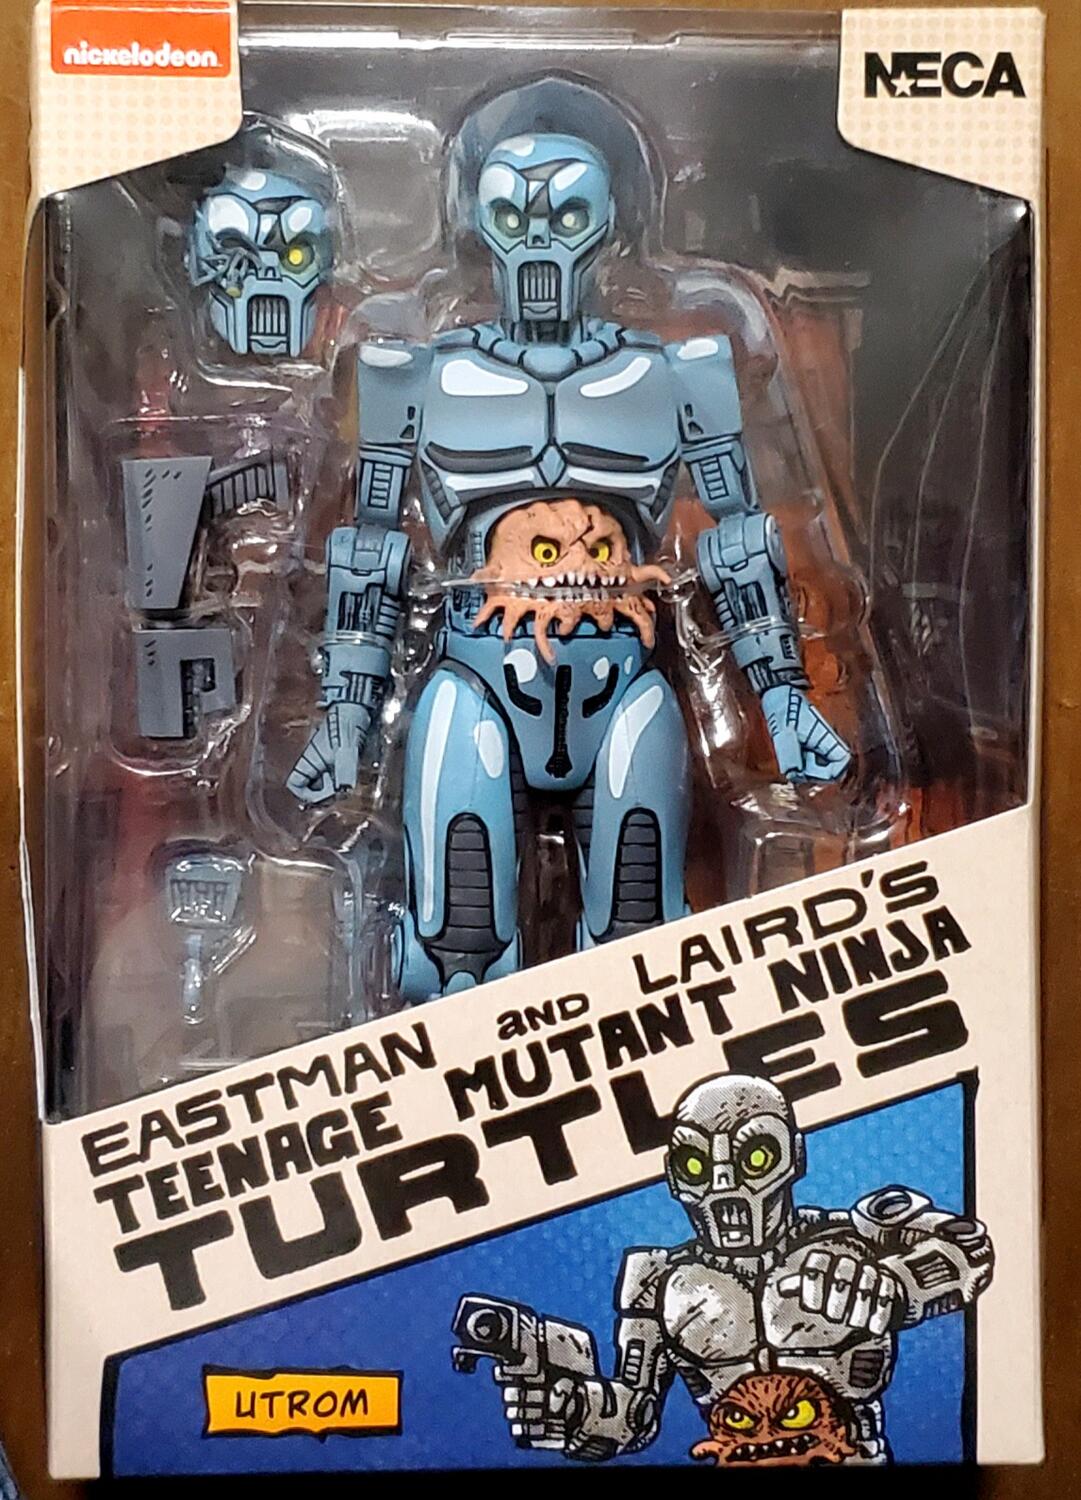 nickelodeon
NECA
EASTMAN AND LAIRD'S
TEENAGE MUTANT NINJA
TURTLES
UTROM